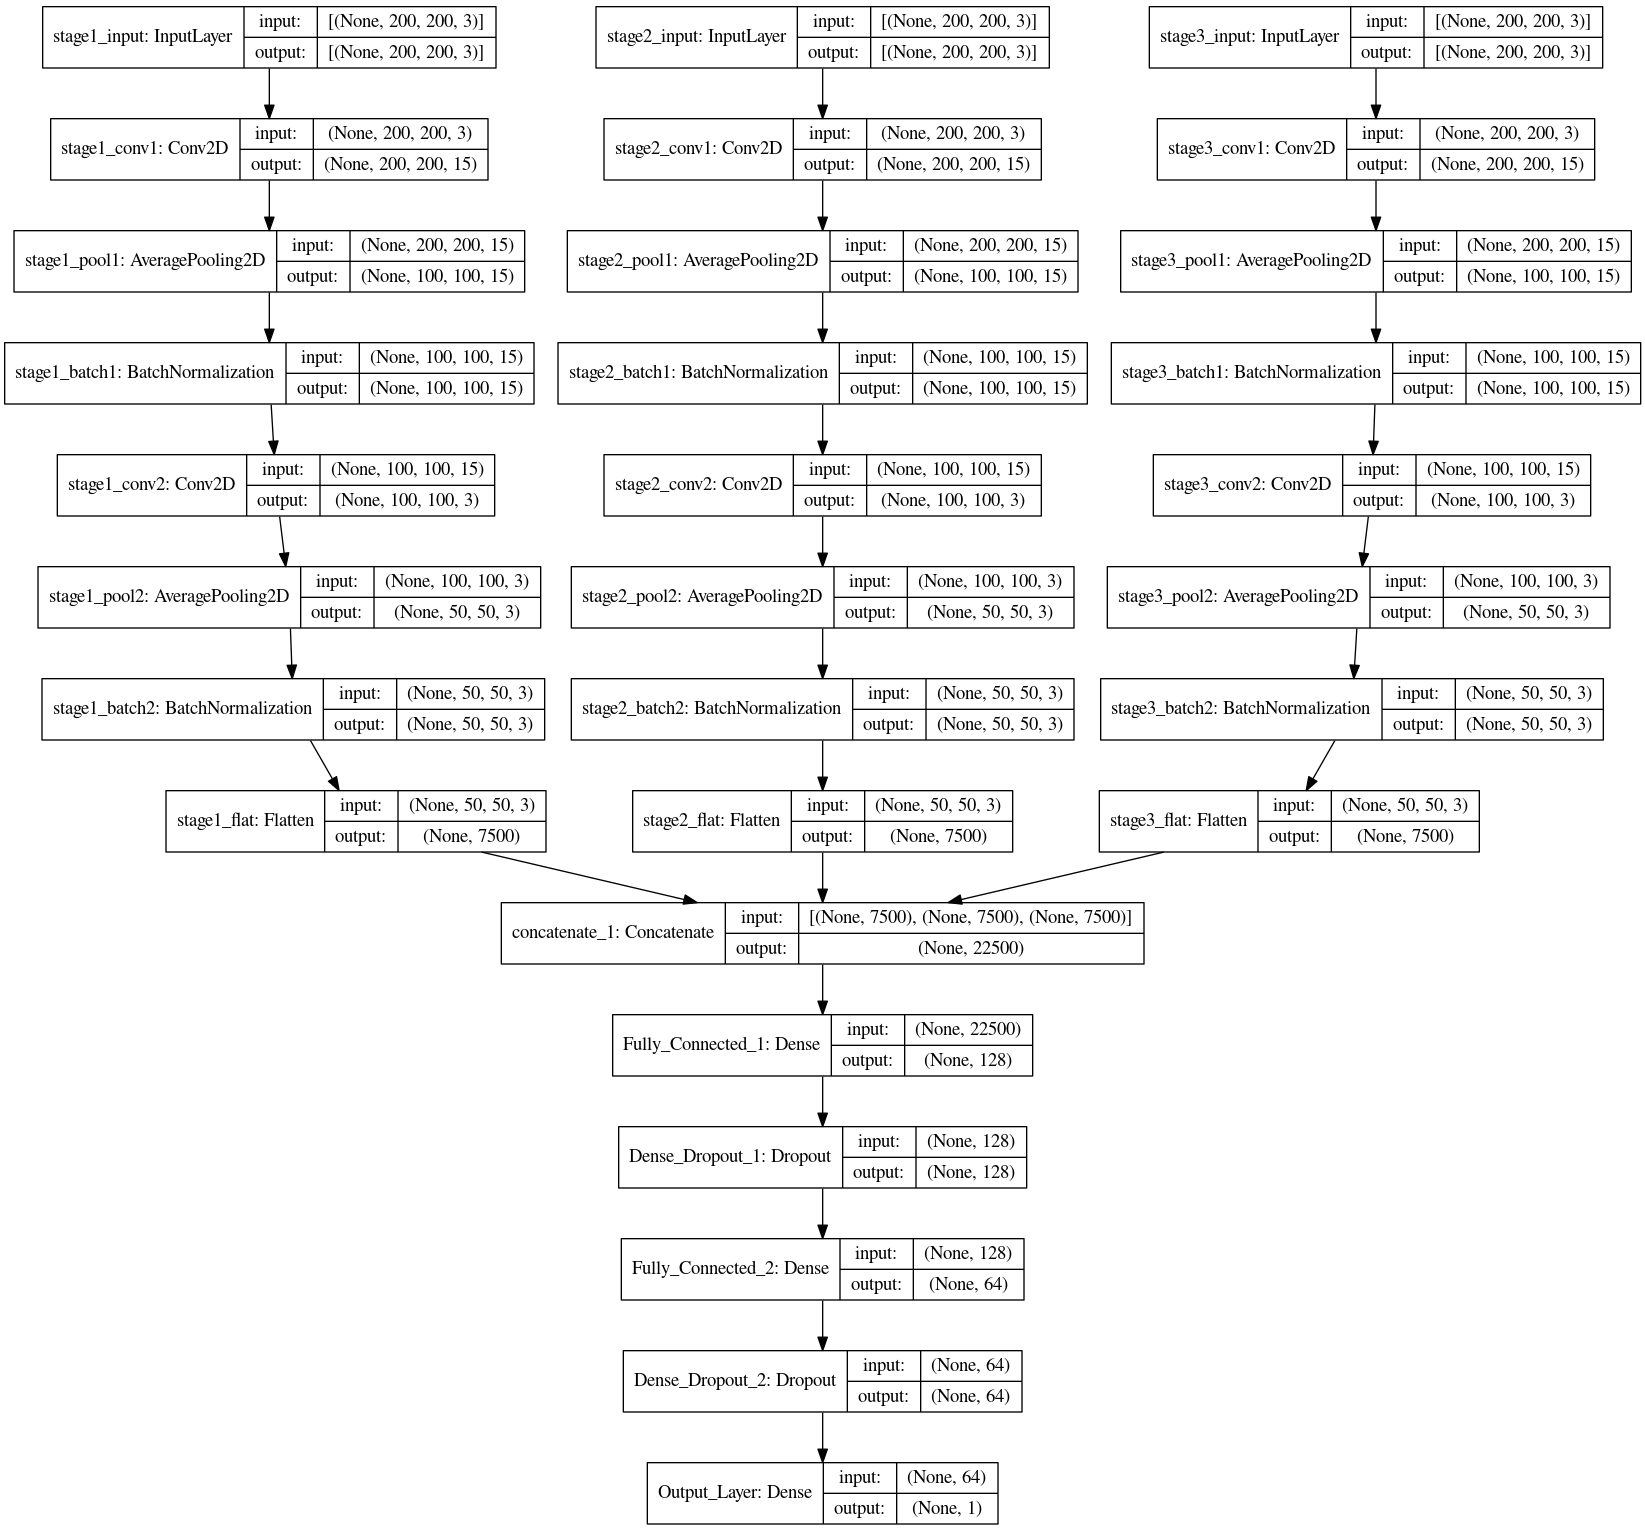 stage1_input: InputLayer input: [(None, 200, 200, 3)] output: [(None, 200, 200, 3)]
stage2_input: InputLayer input: [(None, 200, 200, 3)] output: [(None, 200, 200, 3)]
stage3_input: InputLayer input: [(None, 200, 200, 3)] output: [(None, 200, 200, 3)]
stage1_conv1: Conv2D input: (None, 200, 200, 3) output: (None, 200, 200, 15)
stage2_conv1: Conv2D input: (None, 200, 200, 3) output: (None, 200, 200, 15)
stage3_conv1: Conv2D input: (None, 200, 200, 3) output: (None, 200, 200, 15)
stage1_pool1: AveragePooling2D input: (None, 200, 200, 15) output: (None, 100, 100, 15)
stage2_pool1: AveragePooling2D input: (None, 200, 200, 15) output: (None, 100, 100, 15)
stage3_pool1: AveragePooling2D input: (None, 200, 200, 15) output: (None, 100, 100, 15)
stage1_batch1: BatchNormalization input: (None, 100, 100, 15) output: (None, 100, 100, 15)
stage2_batch1: BatchNormalization input: (None, 100, 100, 15) output: (None, 100, 100, 15)
stage3_batch1: BatchNormalization input: (None, 100, 100, 15) output: (None, 100, 100, 15)
stage1_conv2: Conv2D input: (None, 100, 100, 15) output: (None, 100, 100, 3)
stage2_conv2: Conv2D input: (None, 100, 100, 15) output: (None, 100, 100, 3)
stage3_conv2: Conv2D input: (None, 100, 100, 15) output: (None, 100, 100, 3)
stage1_pool2: AveragePooling2D input: (None, 100, 100, 3) output: (None, 50, 50, 3)
stage2_pool2: AveragePooling2D input: (None, 100, 100, 3) output: (None, 50, 50, 3)
stage3_pool2: AveragePooling2D input: (None, 100, 100, 3) output: (None, 50, 50, 3)
stage1_batch2: BatchNormalization input: (None, 50, 50, 3) output: (None, 50, 50, 3)
stage2_batch2: BatchNormalization input: (None, 50, 50, 3) output: (None, 50, 50, 3)
stage3_batch2: BatchNormalization input: (None, 50, 50, 3) output: (None, 50, 50, 3)
stage1_flat: Flatten input: (None, 50, 50, 3) output: (None, 7500)
stage2_flat: Flatten input: (None, 50, 50, 3) output: (None, 7500)
stage3_flat: Flatten input: (None, 50, 50, 3) output: (None, 7500)
concatenate_1: Concatenate input: [(None, 7500), (None, 7500), (None, 7500)] output: (None, 22500)
Fully_Connected_1: Dense input: (None, 22500) output: (None, 128)
Dense_Dropout_1: Dropout input: (None, 128) output: (None, 128)
Fully_Connected_2: Dense input: (None, 128) output: (None, 64)
Dense_Dropout_2: Dropout input: (None, 64) output: (None, 64)
Output_Layer: Dense input: (None, 64) output: (None, 1)